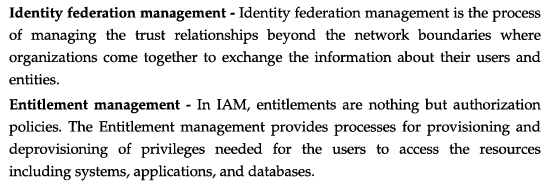 Identity federation management - Identity federation management is the process
of managing the trust relationships beyond the network boundaries where
organizations come together to exchange the information about their users and
entities.
Entitlement management - In IAM, entitlements are nothing but authorization
policies. The Entitlement management provides processes for provisioning and
deprovisioning of privileges needed for the users to access the resources
including systems, applications, and databases.